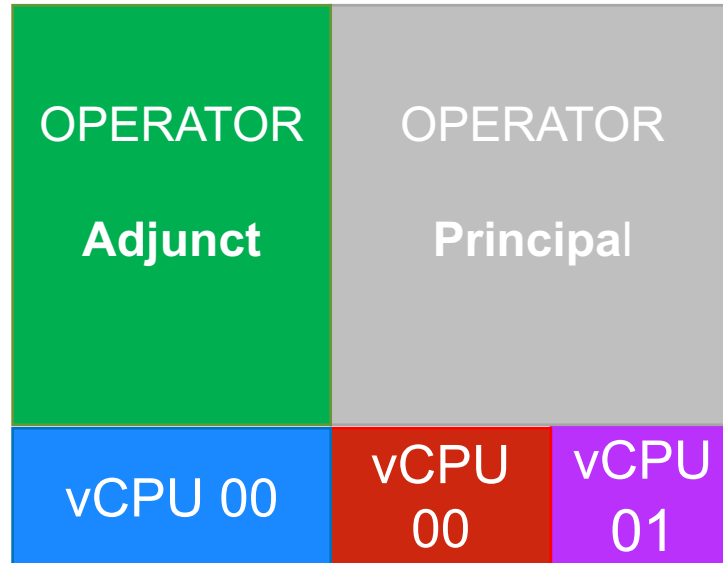 OPERATOR
Adjunct
OPERATOR
Principal
vCPU 00
vCPU
00
vCPU
01